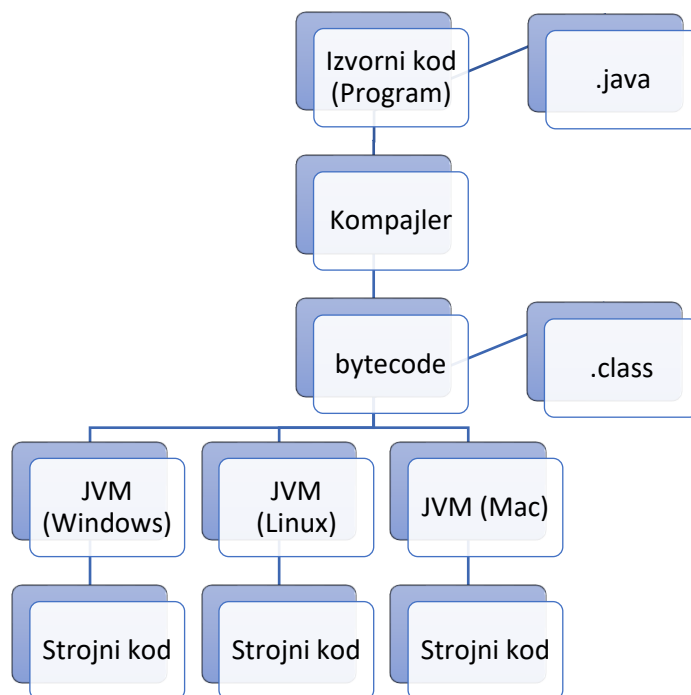 Izvorni kod
(Program)
.java
Kompajler
bytecode
.class
JVM
(Windows)
JVM
(Linux)
JVM (Mac)
Strojni kod
Strojni kod
Strojni kod